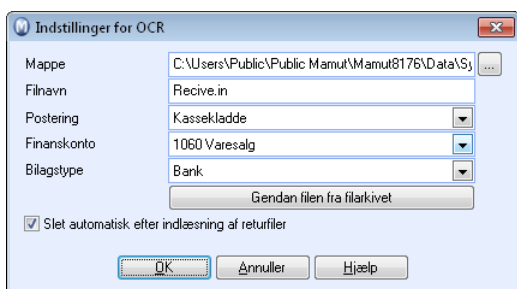 Indstillinger for OCR
Mappe C:\Users\Public\Public Mamut\Mamut8176\Data\Sy ...
Filnavn Recive.in
Postering Kassekladde
Finanskonto 1060 Varesalg
Bilagstype Bank
Gendan filen fra filarkivet
Slet automatisk efter indlæsning af returfiler
OK Annuller Hjælp